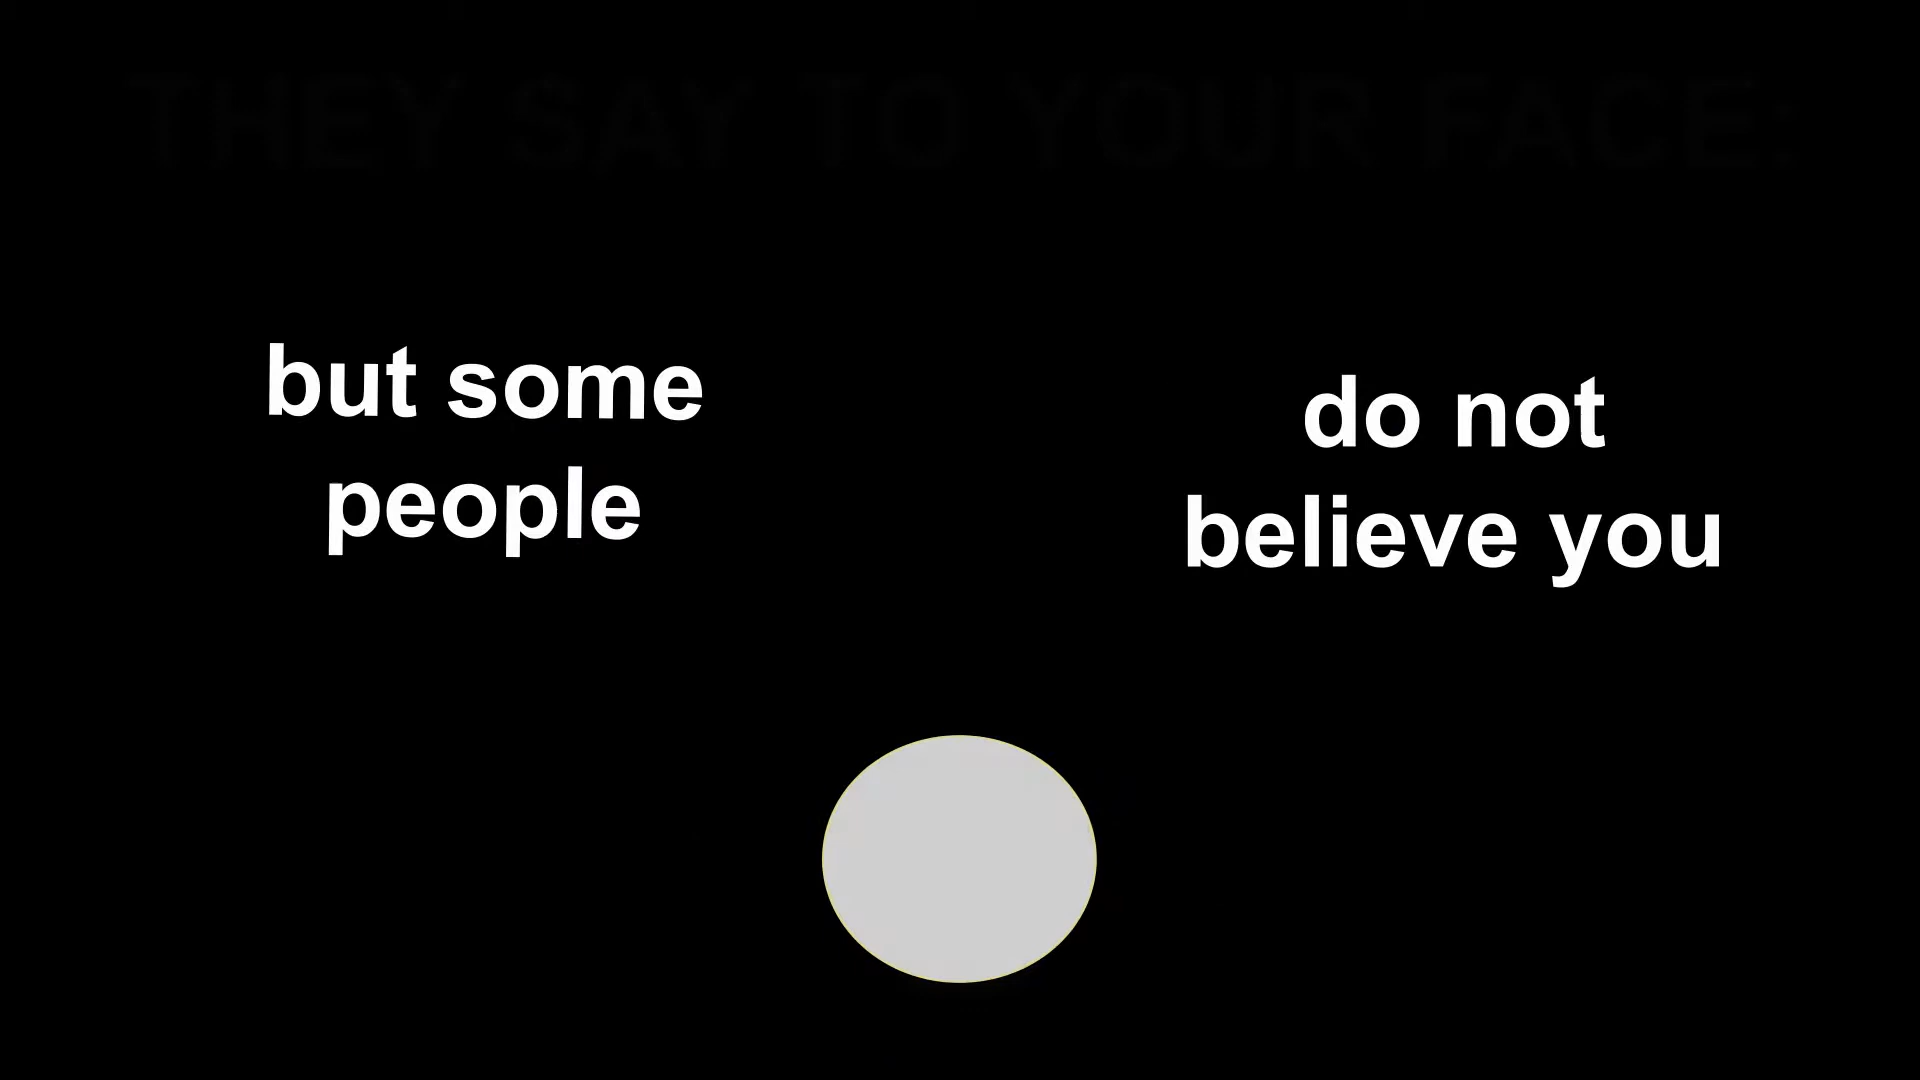 THEY SAY TO YOUR FACE:
but some
people
do not
believe you